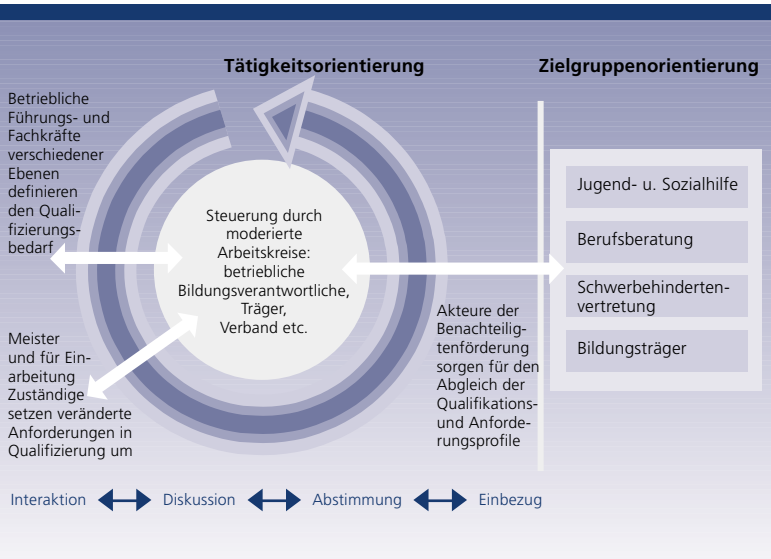 Tätigkeitsorientierung
Zielgruppenorientierung
Betriebliche
Führungs- und
Fachkräfte
verschiedener
Ebenen
definieren
den Quali-
fizierungs-
bedarf
Steuerung durch
moderierte
Arbeitskreise:
betriebliche
Bildungsverantwortliche,
Träger,
Verband etc.
Meister
und für Ein-
arbeitung
Zuständige
setzen veränderte
Anforderungen in
Qualifizierung um
Akteure der
Benachteilig-
tenförderung
sorgen für den
Abgleich der
Qualifikations-
und Anforde-
rungsprofile
Jugend- u. Sozialhilfe
Berufsberatung
Schwerbehinderten-
vertretung
Bildungsträger
Interaktion Diskussion Abstimmung Einbezug